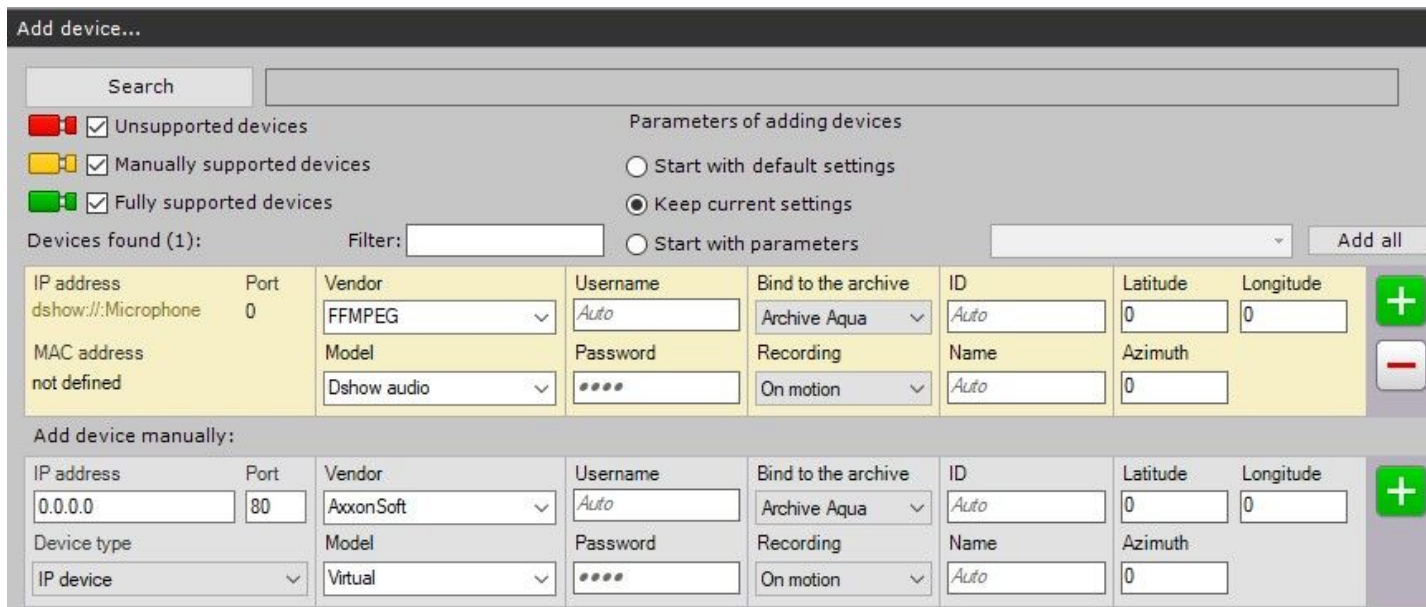 Add device...
Search
Unsupported devices
Parameters of adding devices
Manually supported devices
Start with default settings
Fully supported devices
Keep current settings
Devices found (1):
Filter:
Start with parameters
Add all
IP address Port Vendor Username Bind to the archive ID Latitude Longitude
dshow://:Microphone 0 FFMPEG Auto Archive Aqua Auto 0 0
MAC address Model Password Recording Name Azimuth
not defined Dshow audio •••• On motion Auto 0
Add device manually:
IP address Port Vendor Username Bind to the archive ID Latitude Longitude
0.0.0.0 80 AxxonSoft Auto Archive Aqua Auto 0 0
Device type Model Password Recording Name Azimuth
IP device Virtual •••• On motion Auto 0